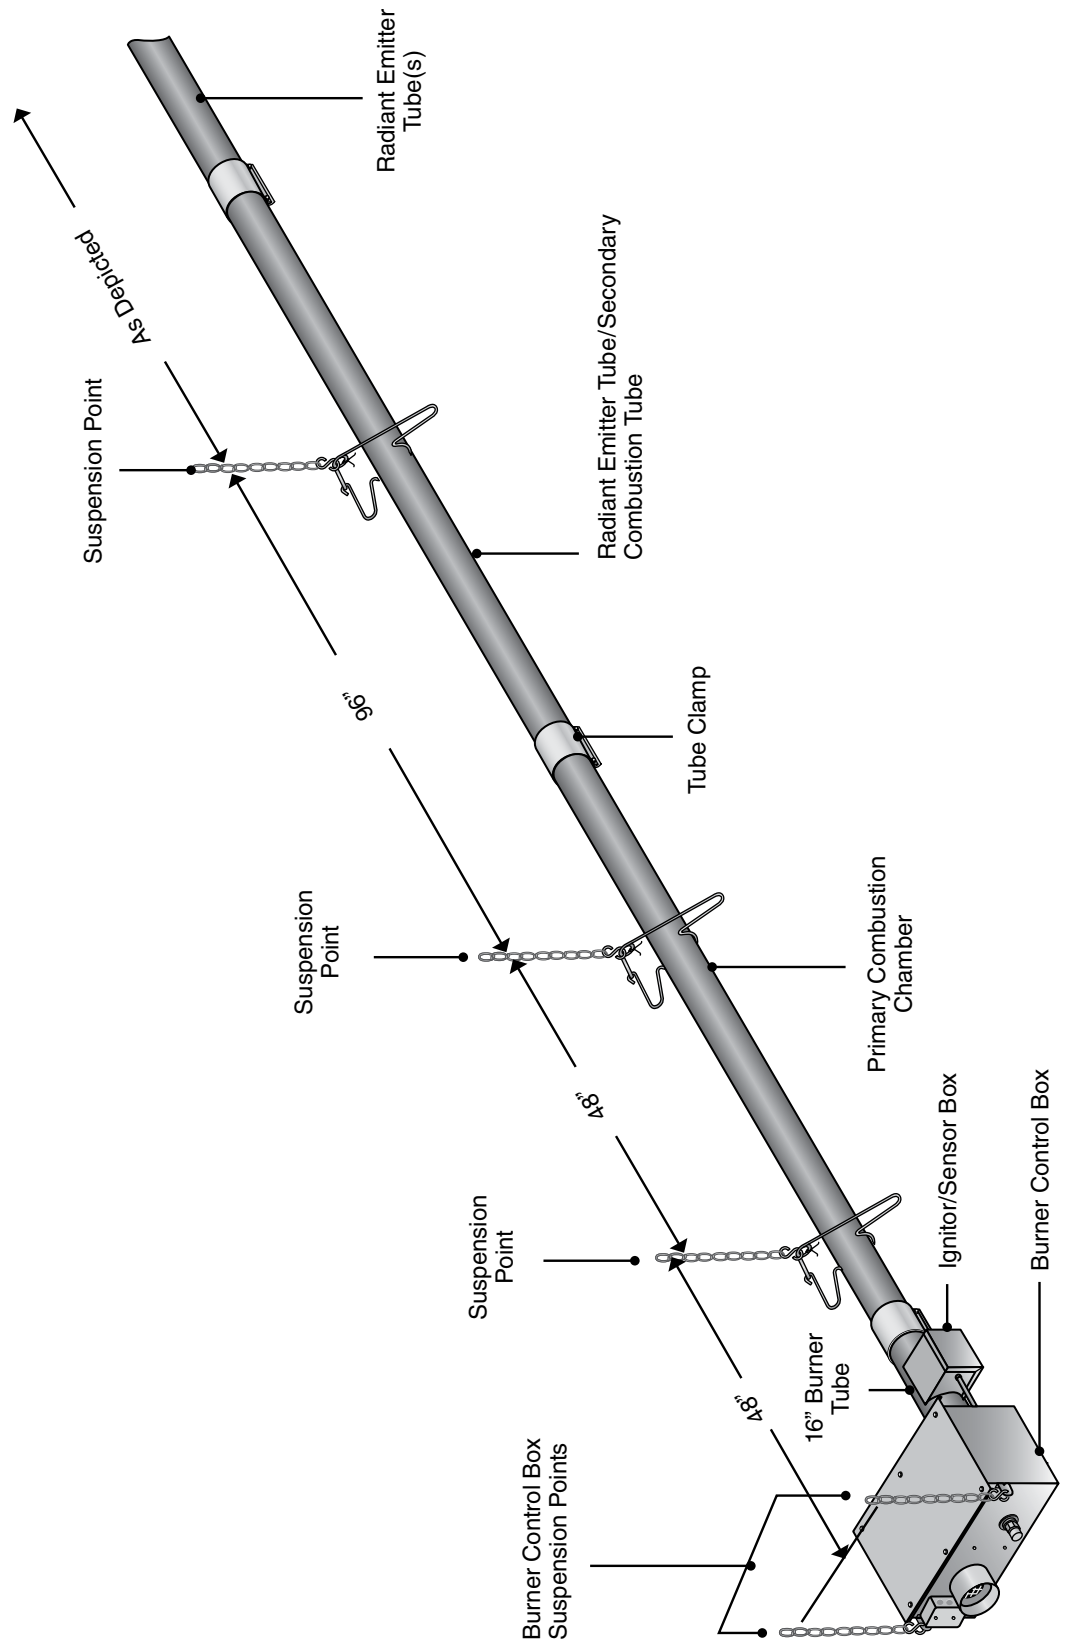 Burner Control Box
Suspension Points
48”
16” Burner
Tube
Suspension
Point
Ignitor/Sensor Box
Burner Control Box
48”
Suspension
Point
Primary Combustion
Chamber
96”
Tube Clamp
Suspension Point
Radiant Emitter Tube/Secondary
Combustion Tube
As Depicted
Radiant Emitter
Tube(s)